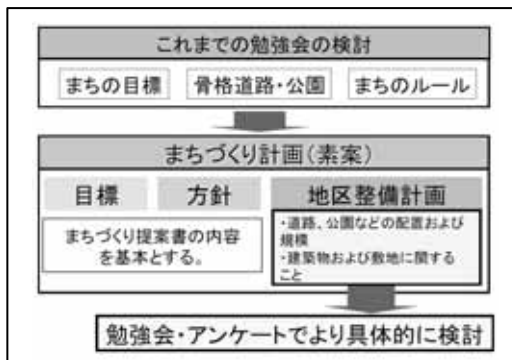 これまでの勉強会の検討
まちの目標 骨格道路・公園 まちのルール
まちづくり計画(素案)
目標 方針 地区整備計画
まちづくり提案書の内容
を基本とする。
・道路、公園などの配置および
規模
・建築物および敷地に関する
こと
勉強会・アンケートでより具体的に検討